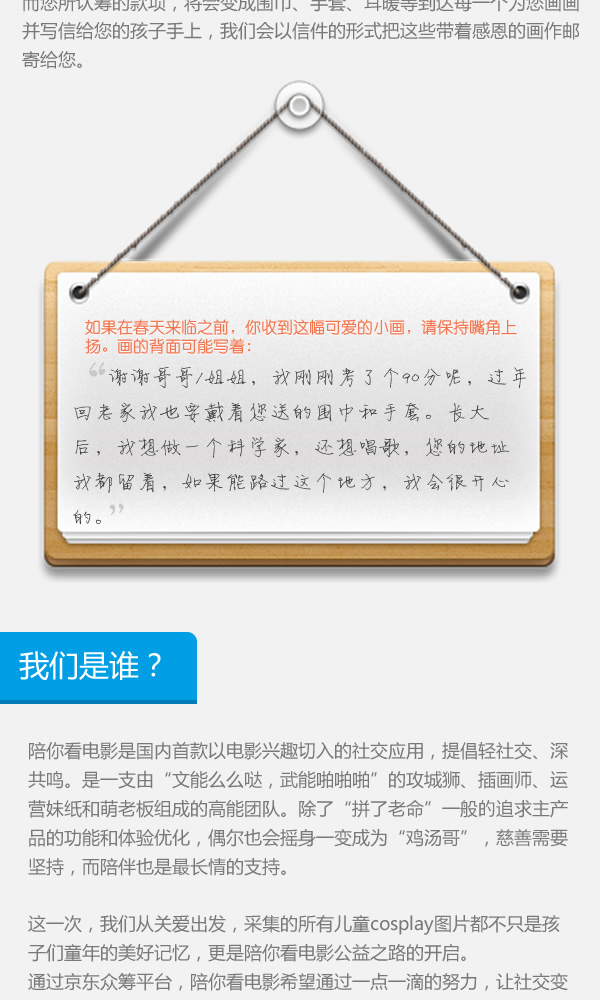 而您所认筹的款项，将会变成围巾、手套、耳暖等到达每一个为您画画
并写信给您的孩子手上，我们会以信件的形式把这些带着感恩的画作邮
寄给您。
如果在春天来临之前，你收到这幅可爱的小画，请保持嘴角上
扬。画的背面可能写着：
“谢谢哥哥/姐姐，我刚刚考了个90分呢，过年
回老家我也要戴着您送的围巾和手套。长大
后，我想做一个科学家，还想唱歌，您的地址
我都留着，如果能路过这个地方，我会很开心
的。”
我们是谁？
陪你看电影是国内首款以电影兴趣切入的社交应用，提倡轻社交、深
共鸣。是一支由“文能么么哒，武能啪啪啪”的攻城狮、插画师、运
营妹纸和萌老板组成的高能团队。除了“拼了老命”一般的追求主产
品的功能和体验优化，偶尔也会摇身一变成为“鸡汤哥”，慈善需要
坚持，而陪伴也是最长情的支持。
这一次，我们从关爱出发，采集的所有儿童cosplay图片都不只是孩
子们童年的美好记忆，更是陪你看电影公益之路的开启。
通过京东众筹平台，陪你看电影希望通过一点一滴的努力，让社交变